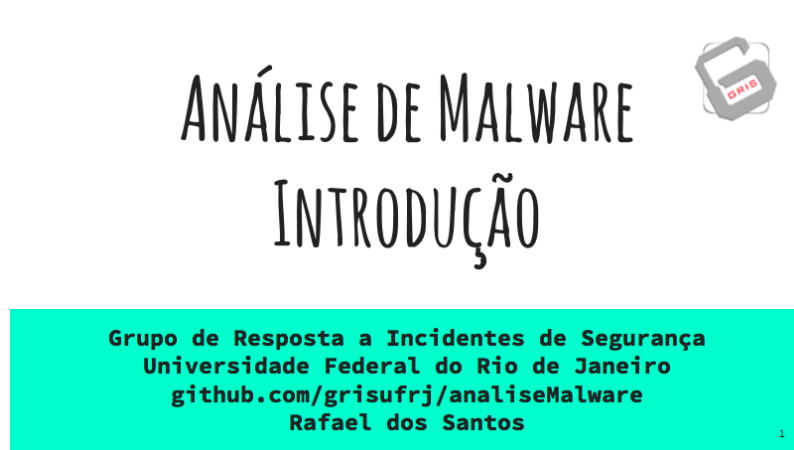 Análise de Malware
Introdução
GRIS
Grupo de Resposta a Incidentes de Segurança
Universidade Federal do Rio de Janeiro
github.com/grisufrj/analiseMalware
Rafael dos Santos
1